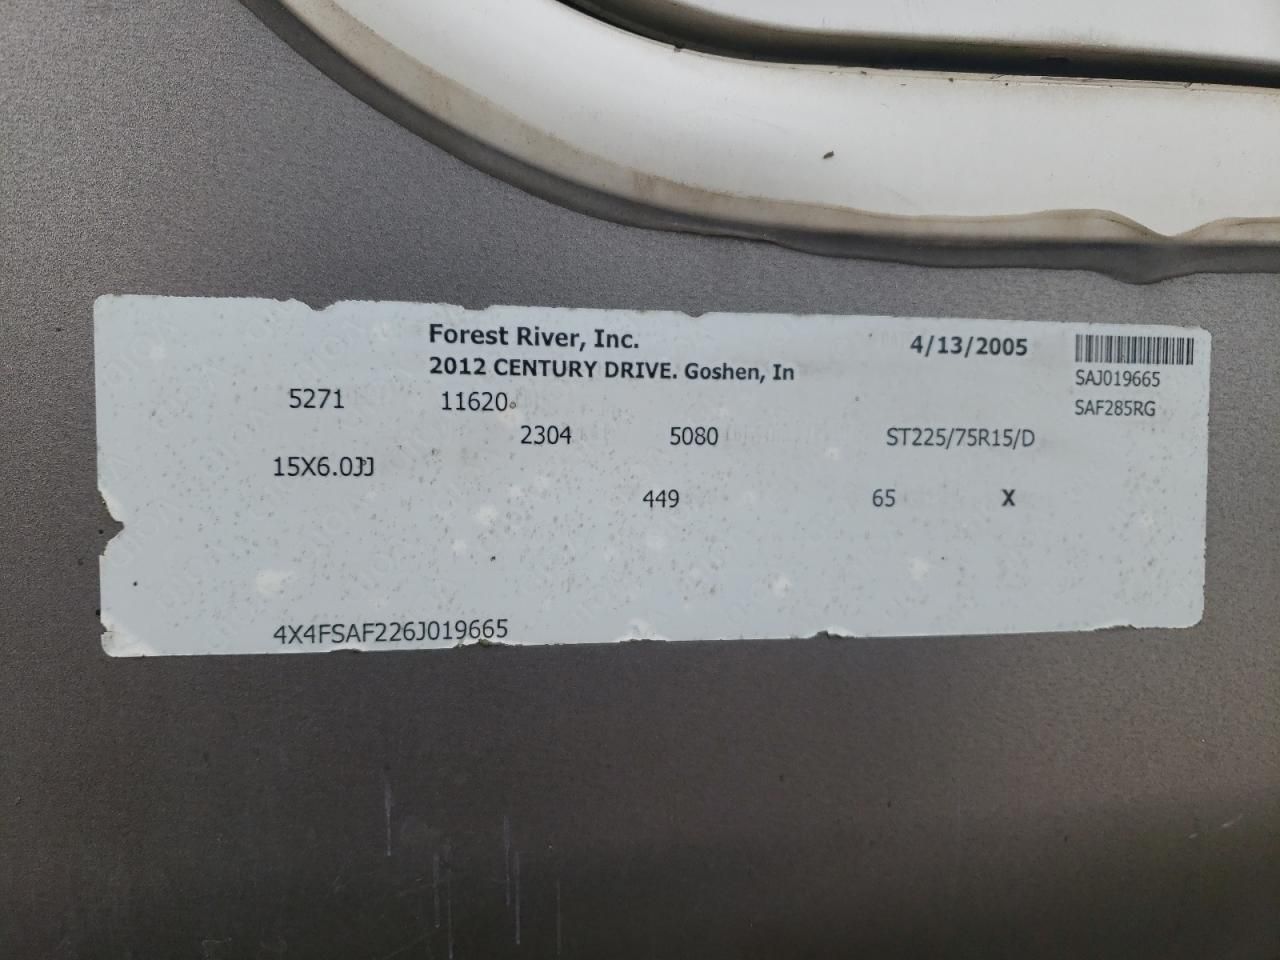 Forest River, Inc. 4/13/2005
2012 CENTURY DRIVE. Goshen, In SAJ019665
5271 11620 SAF285RG
2304 5080 ST225/75R15/D
15X6.0JJ
449 65 X
4X4FSAF226J019665